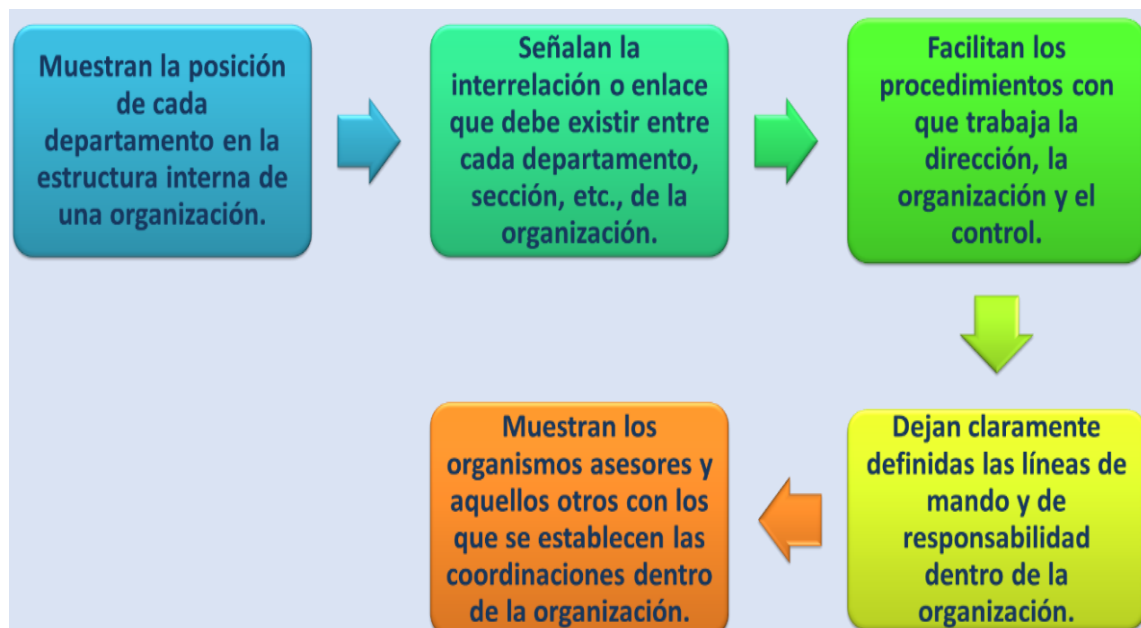 Muestran la posición
de cada
departamento en la
estructura interna de
una organización.
Señalan la
interrelación o enlace
que debe existir entre
cada departamento,
sección, etc., de la
organización.
Facilitan los
procedimientos con
que trabaja la
dirección, la
organización y el
control.
Dejan claramente
definidas las líneas de
mando y de
responsabilidad
dentro de la
organización.
Muestran los
organismos asesores y
aquellos otros con los
que se establecen las
coordinaciones dentro
de la organización.